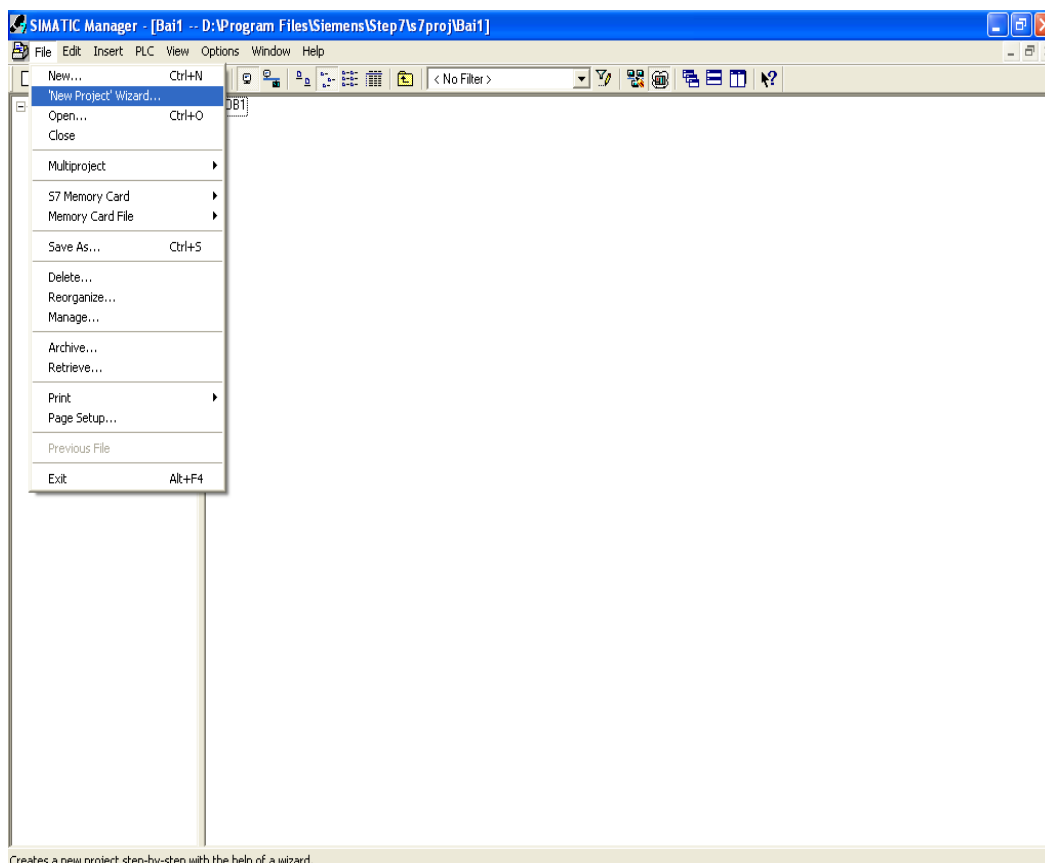 SIMATIC Manager - [Bai1 -- D:\Program Files\Siemens\Step7\s7proj\Bai1]
File Edit Insert PLC View Options Window Help
< No Filter >
New... Ctrl+N
'New Project' Wizard...
Open... Ctrl+O
Close
Multiproject
S7 Memory Card
Memory Card File
Save As... Ctrl+S
Delete...
Reorganize...
Manage...
Archive...
Retrieve...
Print
Page Setup...
Previous File
Exit Alt+F4
Creates a new project step-by-step with the help of a wizard.